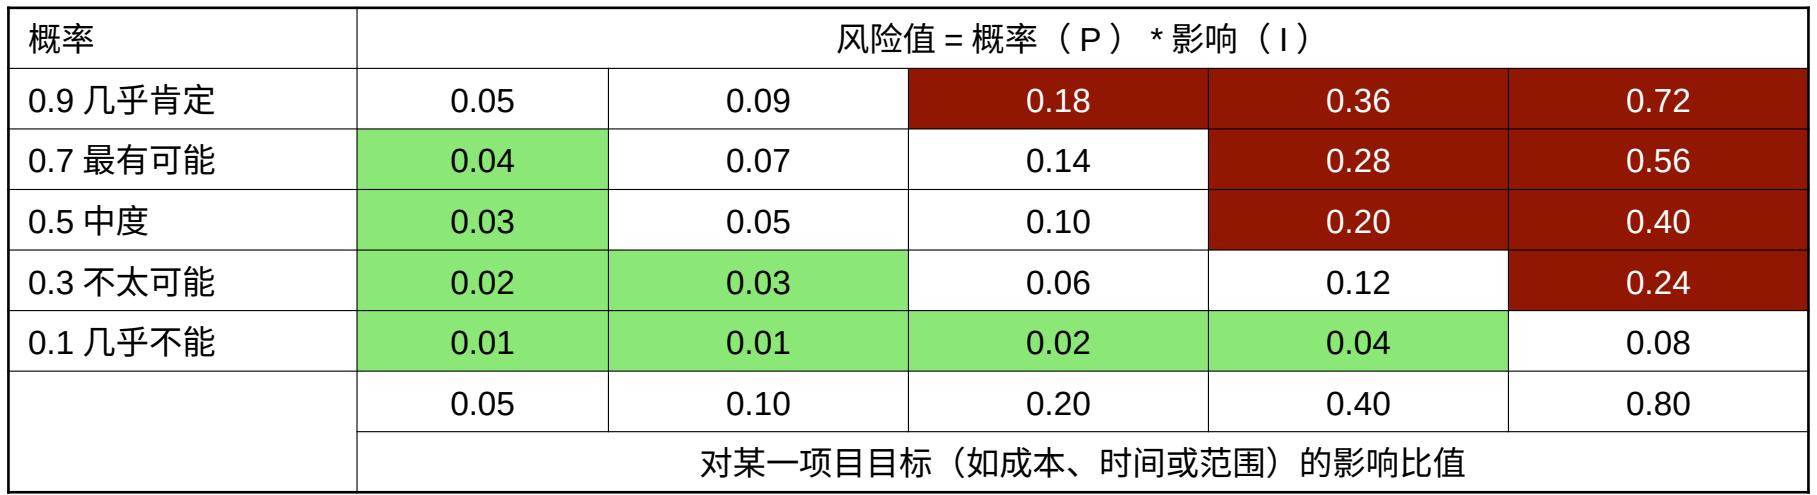 概率 风险值 = 概率（P） * 影响（I）
0.9 几乎肯定 0.05 0.09 0.18 0.36 0.72
0.7 最有可能 0.04 0.07 0.14 0.28 0.56
0.5 中度 0.03 0.05 0.10 0.20 0.40
0.3 不太可能 0.02 0.03 0.06 0.12 0.24
0.1 几乎不能 0.01 0.01 0.02 0.04 0.08
0.05 0.10 0.20 0.40 0.80
对某一项目目标（如成本、时间或范围）的影响比值